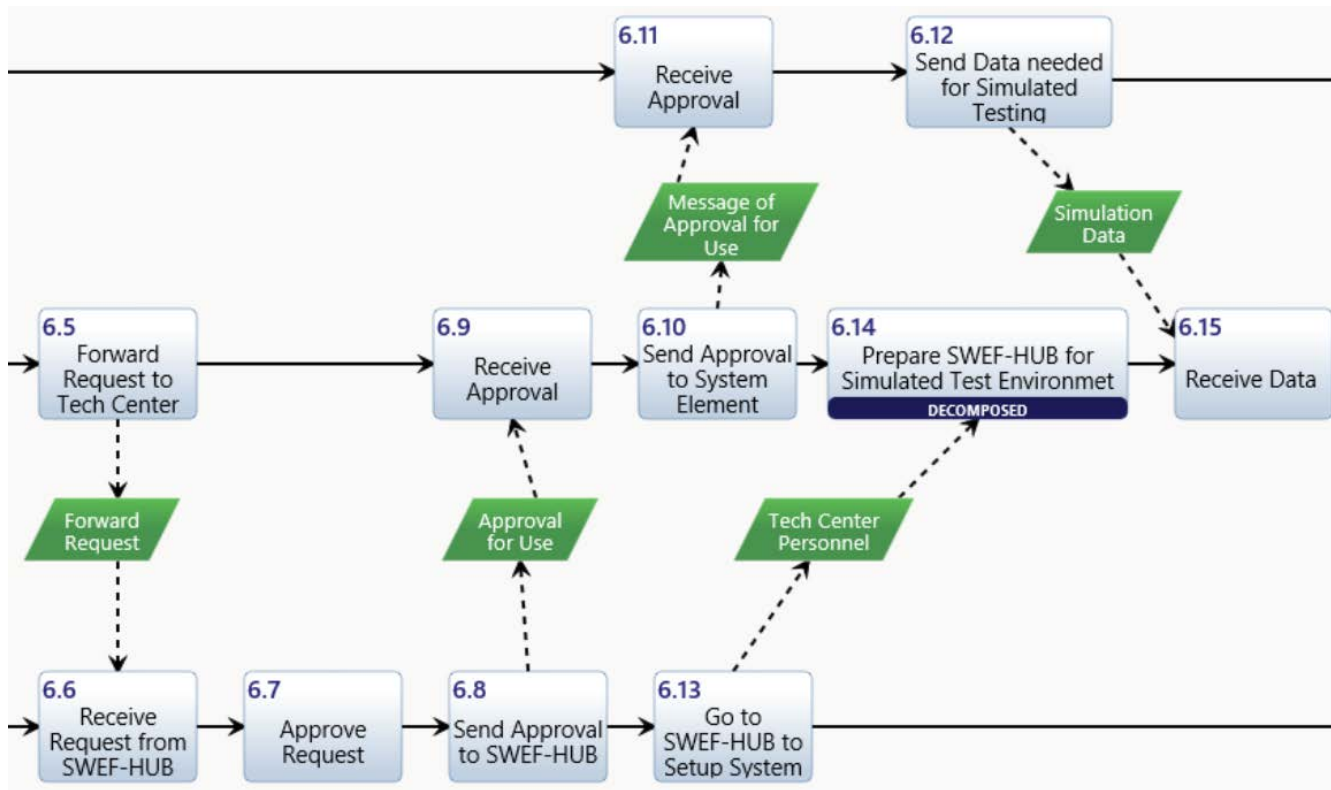 6.11
Receive
Approval
6.12
Send Data needed
for Simulated
Testing
Message of
Approval for
Use
Simulation
Data
6.5
Forward
Request to
Tech Center
6.9
Receive
Approval
6.10
Send Approval
to System
Element
6.14
Prepare SWEF-HUB for
Simulated Test Environmet
DECOMPOSED
6.15
Receive Data
Forward
Request
Approval
for Use
Tech Center
Personnel
6.6
Receive
Request from
SWEF-HUB
6.7
Approve
Request
6.8
Send Approval
to SWEF-HUB
6.13
Go to
SWEF-HUB to
Setup System